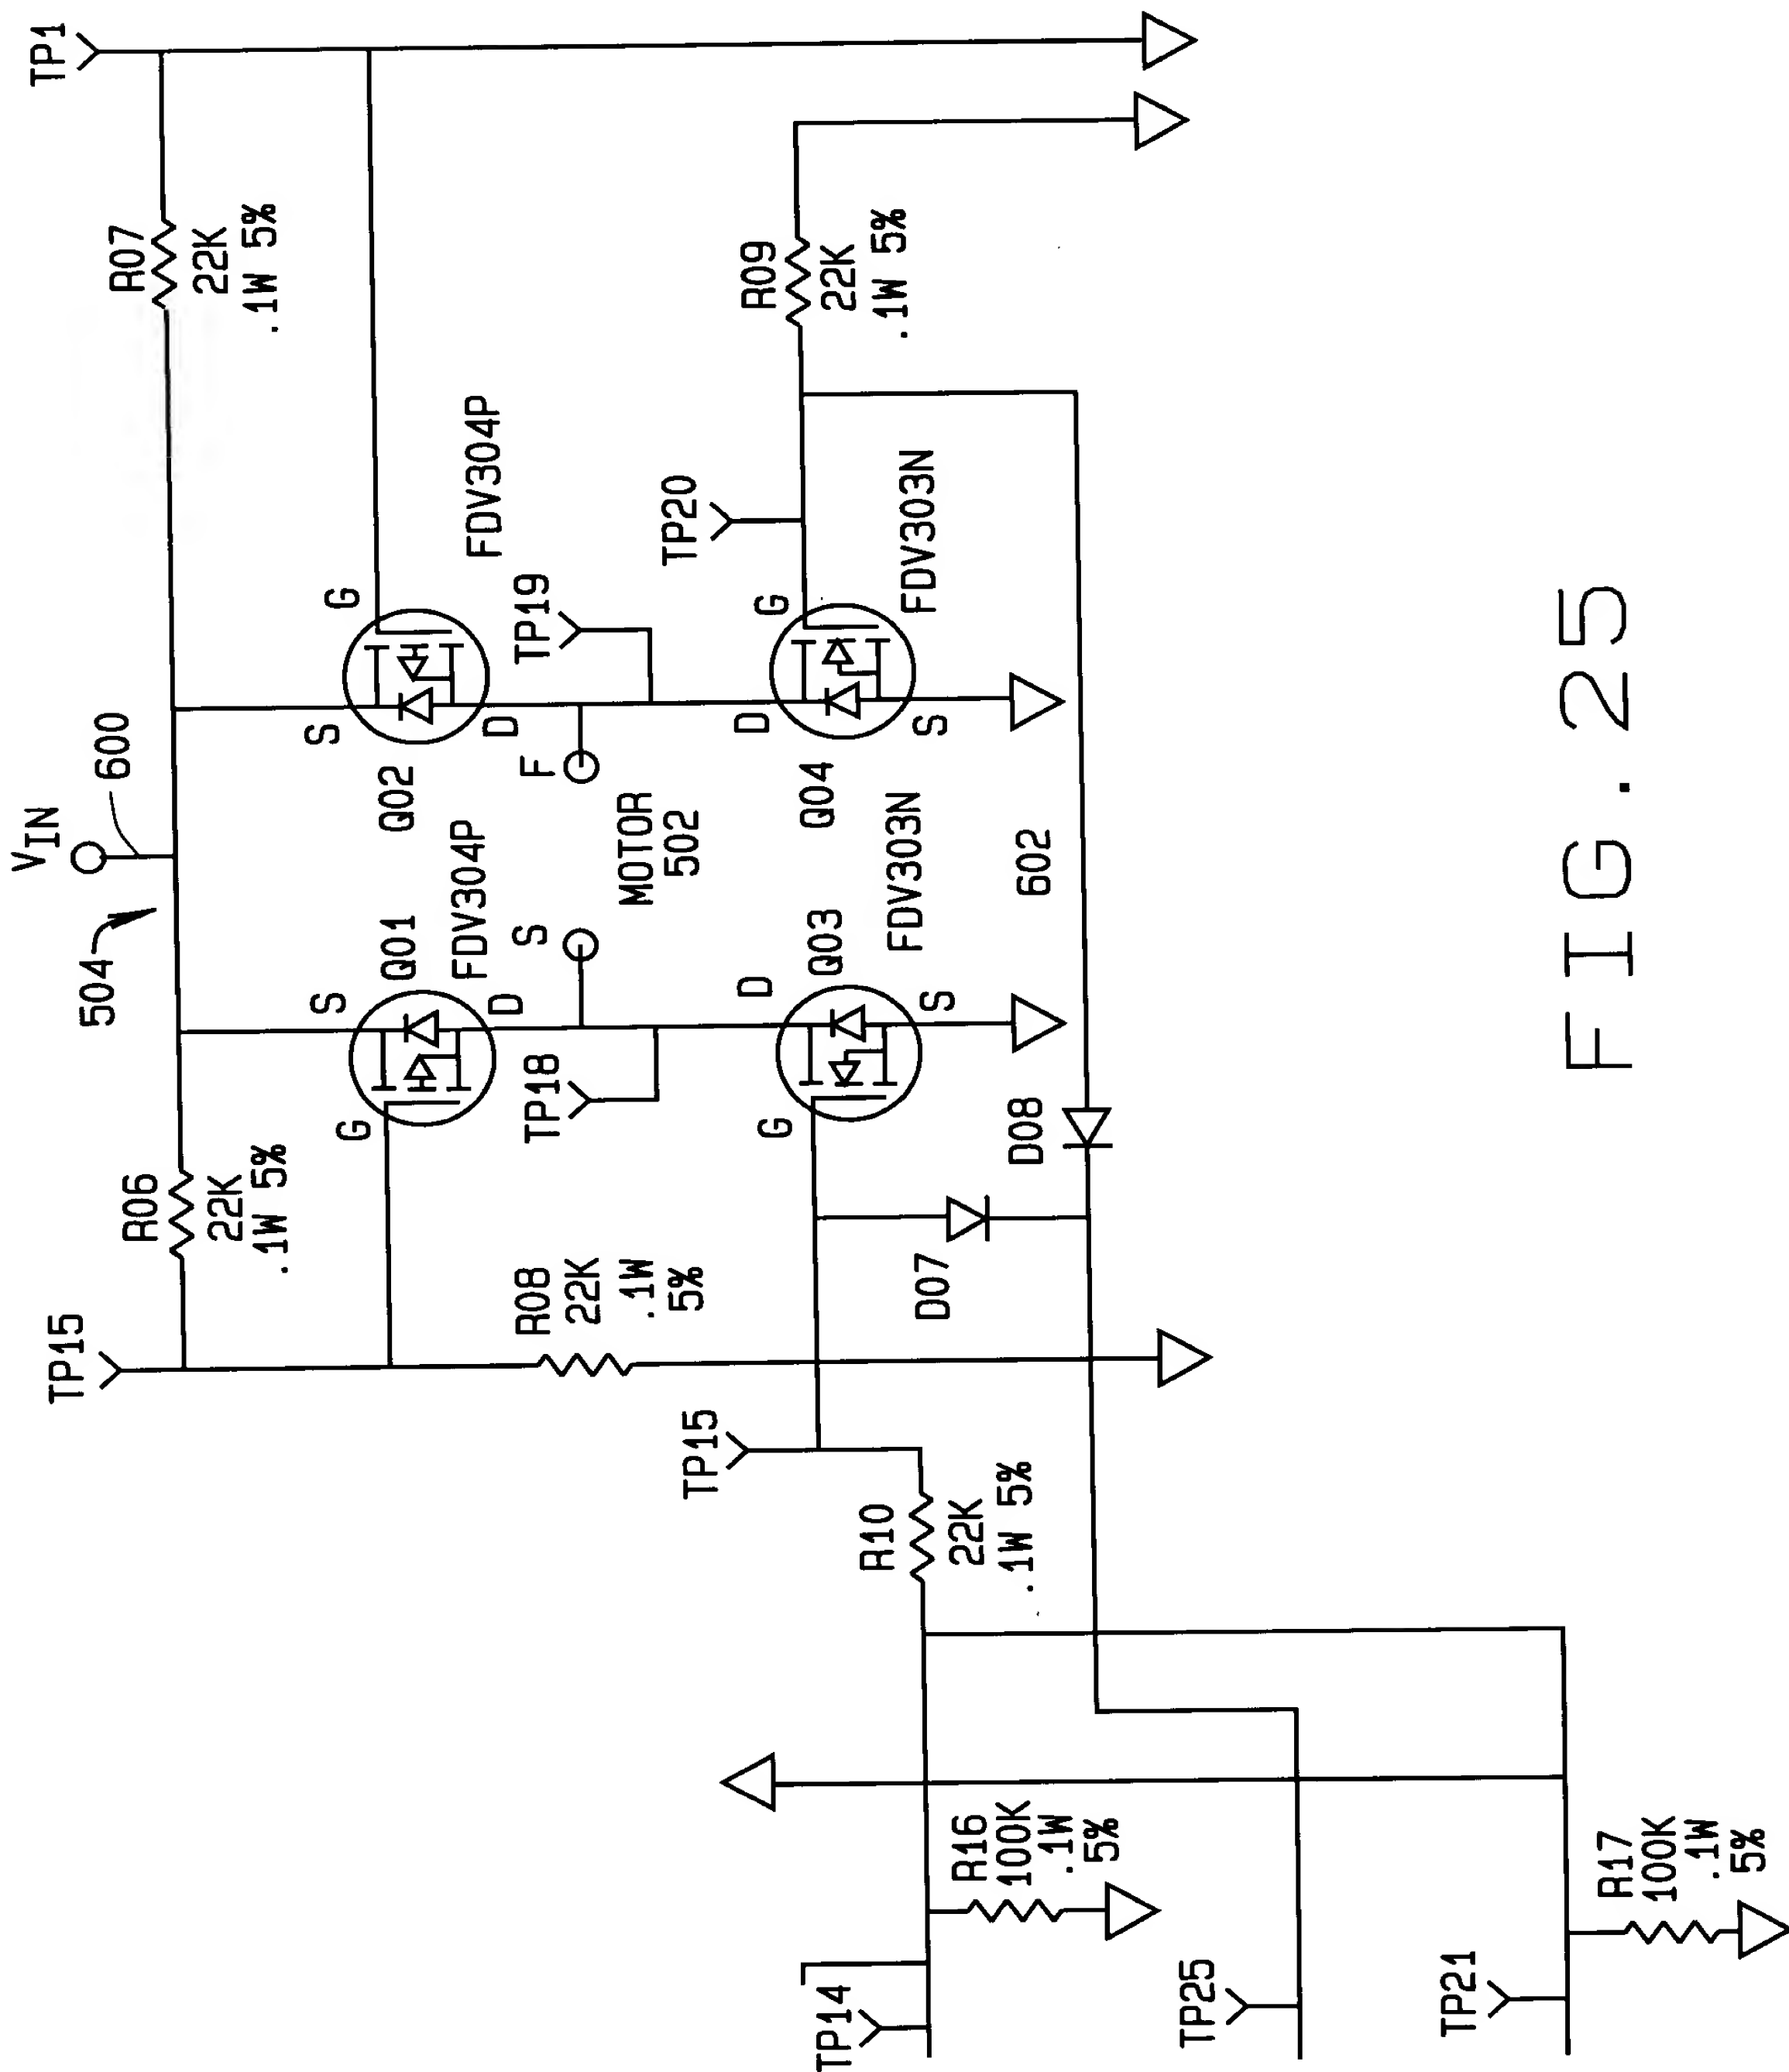 V_IN
600
504
TP1
R07
22K
.1W 5%
R06
22K
.1W 5%
TP15
S
Q01
FDV304P
G
D
S
Q02
FDV304P
G
D
TP18
S
MOTOR
502
F
TP19
R08
22K
.1W
5%
TP15
D
Q03
FDV303N
G
S
D
Q04
FDV303N
G
S
TP20
R09
22K
.1W 5%
602
D07
D08
R10
22K
.1W 5%
TP14
R16
100K
.1W
5%
TP25
TP21
R17
100K
.1W
5%
FIG. 25